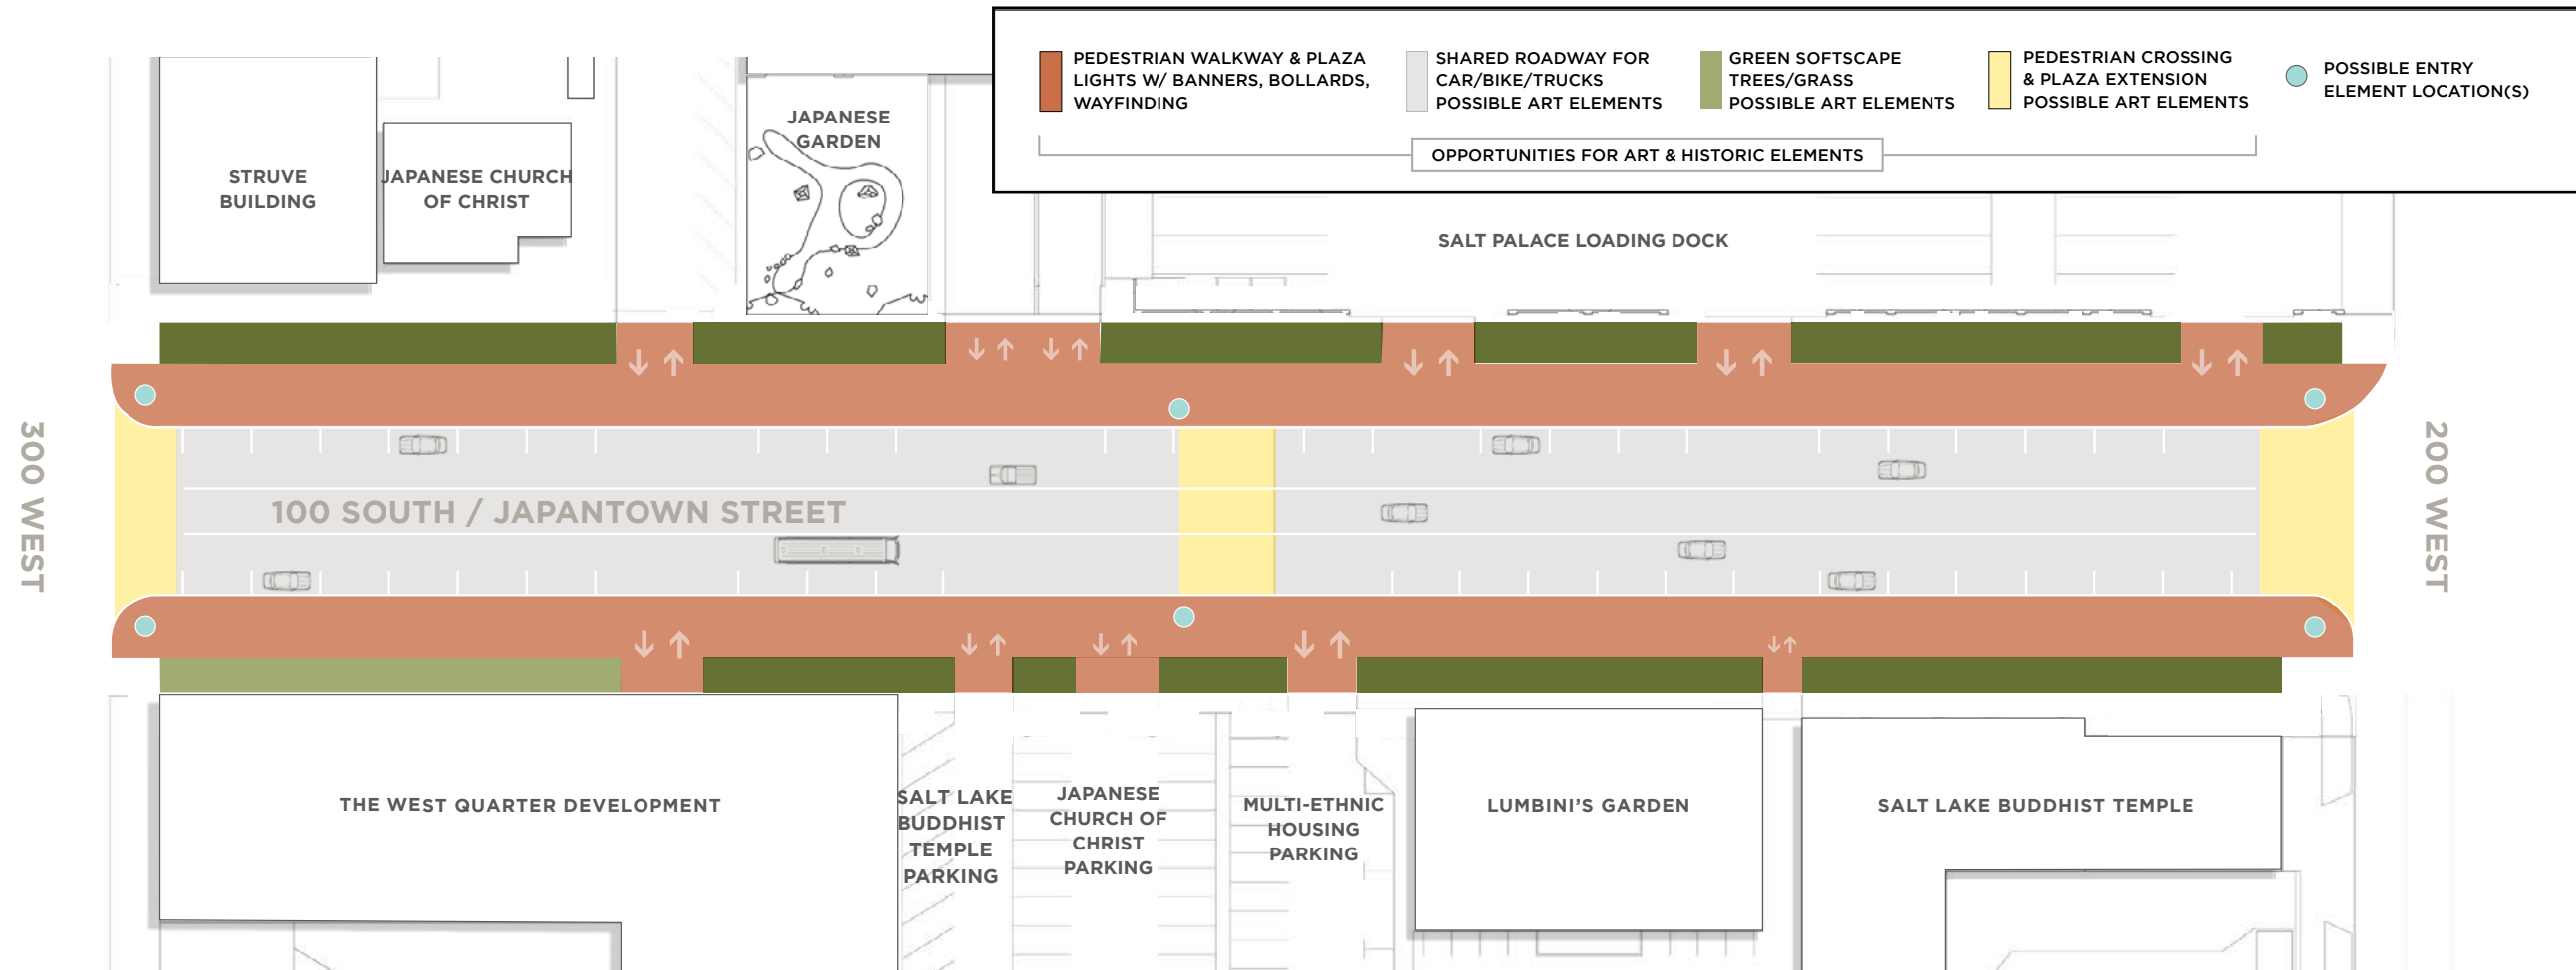 PEDESTRIAN WALKWAY & PLAZA
LIGHTS W/ BANNERS, BOLLARDS,
WAYFINDING
SHARED ROADWAY FOR
CAR/BIKE/TRUCKS
POSSIBLE ART ELEMENTS
GREEN SOFTSCAPE
TREES/GRASS
POSSIBLE ART ELEMENTS
PEDESTRIAN CROSSING
& PLAZA EXTENSION
POSSIBLE ART ELEMENTS
POSSIBLE ENTRY
ELEMENT LOCATION(S)
OPPORTUNITIES FOR ART & HISTORIC ELEMENTS
STRUVE
BUILDING
JAPANESE CHURCH
OF CHRIST
JAPANESE
GARDEN
SALT PALACE LOADING DOCK
300 WEST
100 SOUTH / JAPANTOWN STREET
200 WEST
THE WEST QUARTER DEVELOPMENT
SALT LAKE
BUDDHIST
TEMPLE
PARKING
JAPANESE
CHURCH OF
CHRIST
PARKING
MULTI-ETHNIC
HOUSING
PARKING
LUMBINI'S GARDEN
SALT LAKE BUDDHIST TEMPLE